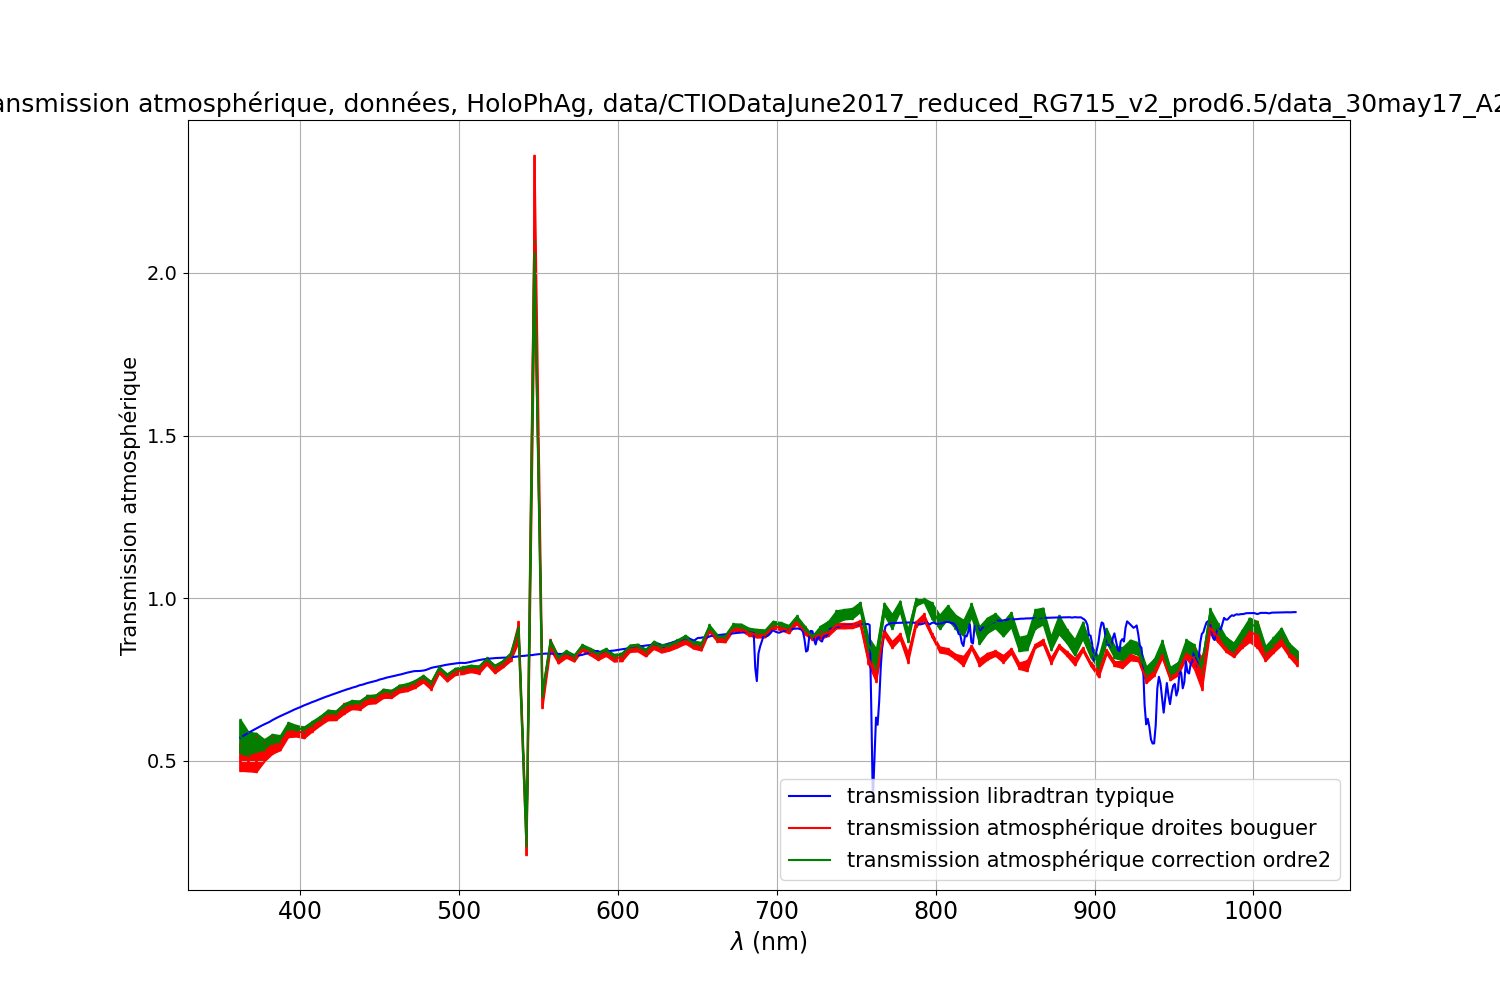 ansmission atmosphérique, données, HoloPhAg, data/CTIODataJune2017_reduced_RG715_v2_prod6.5/data_30may17_A2
Transmission atmosphérique
2.0
1.5
1.0
0.5
transmission libradtran typique
transmission atmosphérique droites bouguer
transmission atmosphérique correction ordre2
400 500 600 700 800 900 1000
λ (nm)